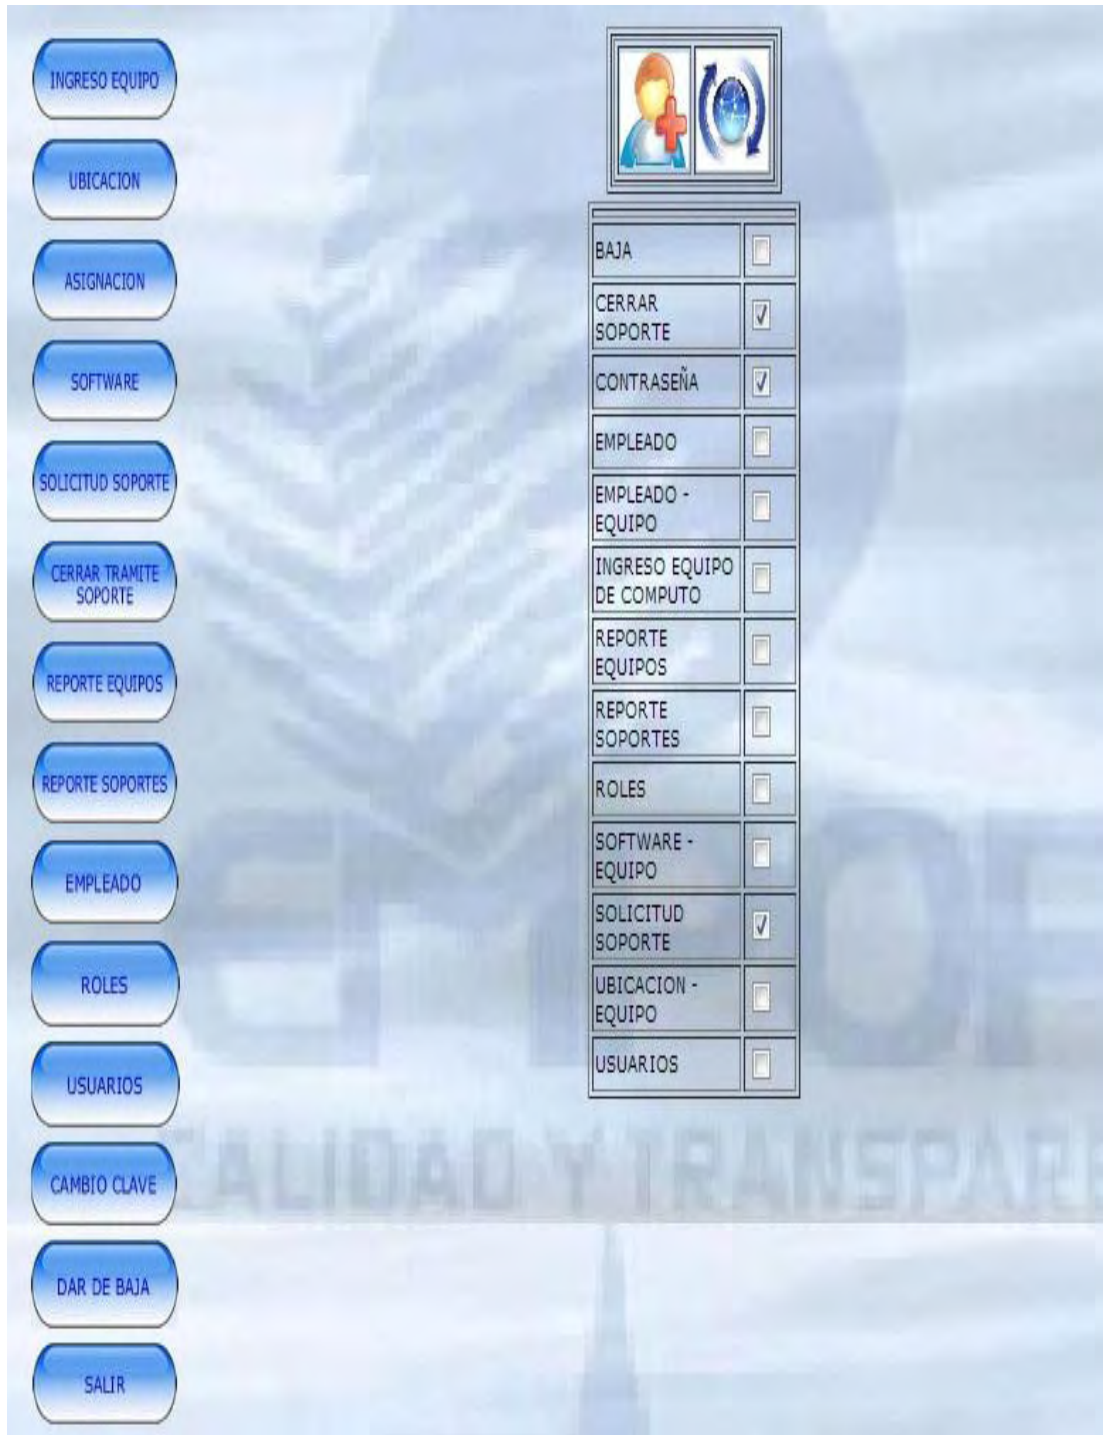 INGRESO EQUIPO
UBICACION
ASIGNACION
SOFTWARE
SOLICITUD SOPORTE
CERRAR TRAMITE
SOPORTE
REPORTE EQUIPOS
REPORTE SOPORTES
EMPLEADO
ROLES
USUARIOS
CAMBIO CLAVE
DAR DE BAJA
SALIR
BAJA
CERRAR
SOPORTE
CONTRASEÑA
EMPLEADO
EMPLEADO -
EQUIPO
INGRESO EQUIPO
DE COMPUTO
REPORTE
EQUIPOS
REPORTE
SOPORTES
ROLES
SOFTWARE -
EQUIPO
SOLICITUD
SOPORTE
UBICACION -
EQUIPO
USUARIOS
CALIDAD Y TRANSPARE